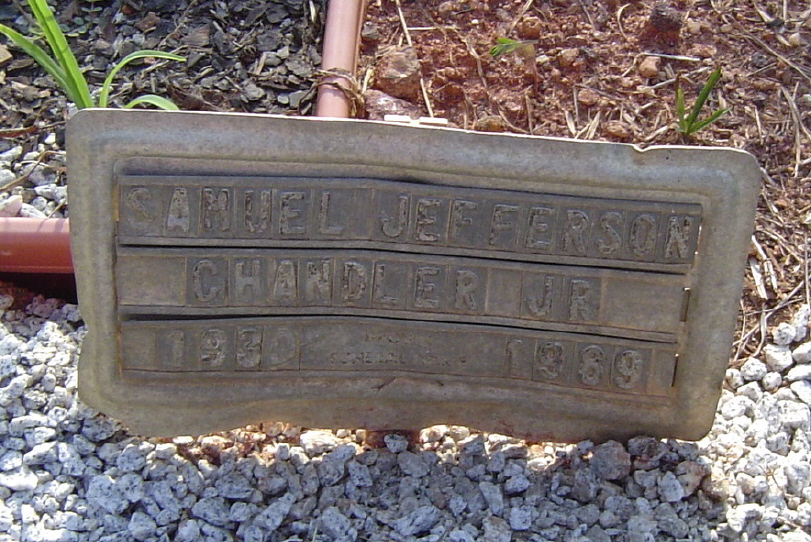 SAMUEL JEFFERSON
CHANDLER JR
1930 1989